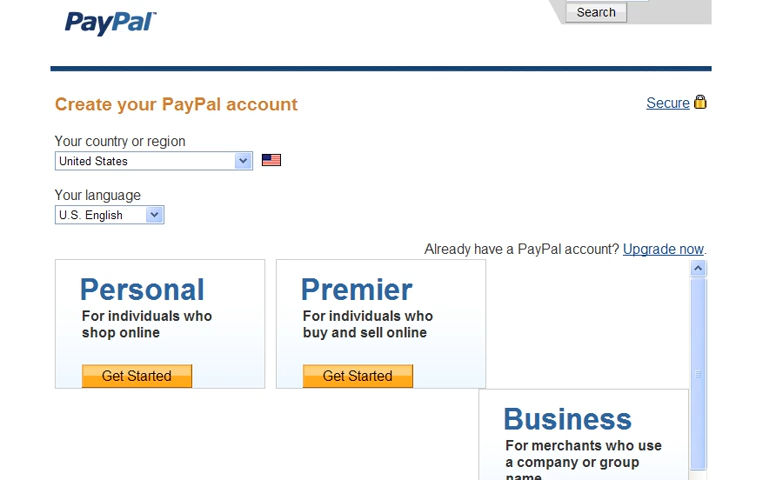 PayPal™
Search
Create your PayPal account
Secure
Your country or region
United States
Your language
U.S. English
Already have a PayPal account? Upgrade now.
Personal
For individuals who
shop online
Get Started
Premier
For individuals who
buy and sell online
Get Started
Business
For merchants who use
a company or group
name